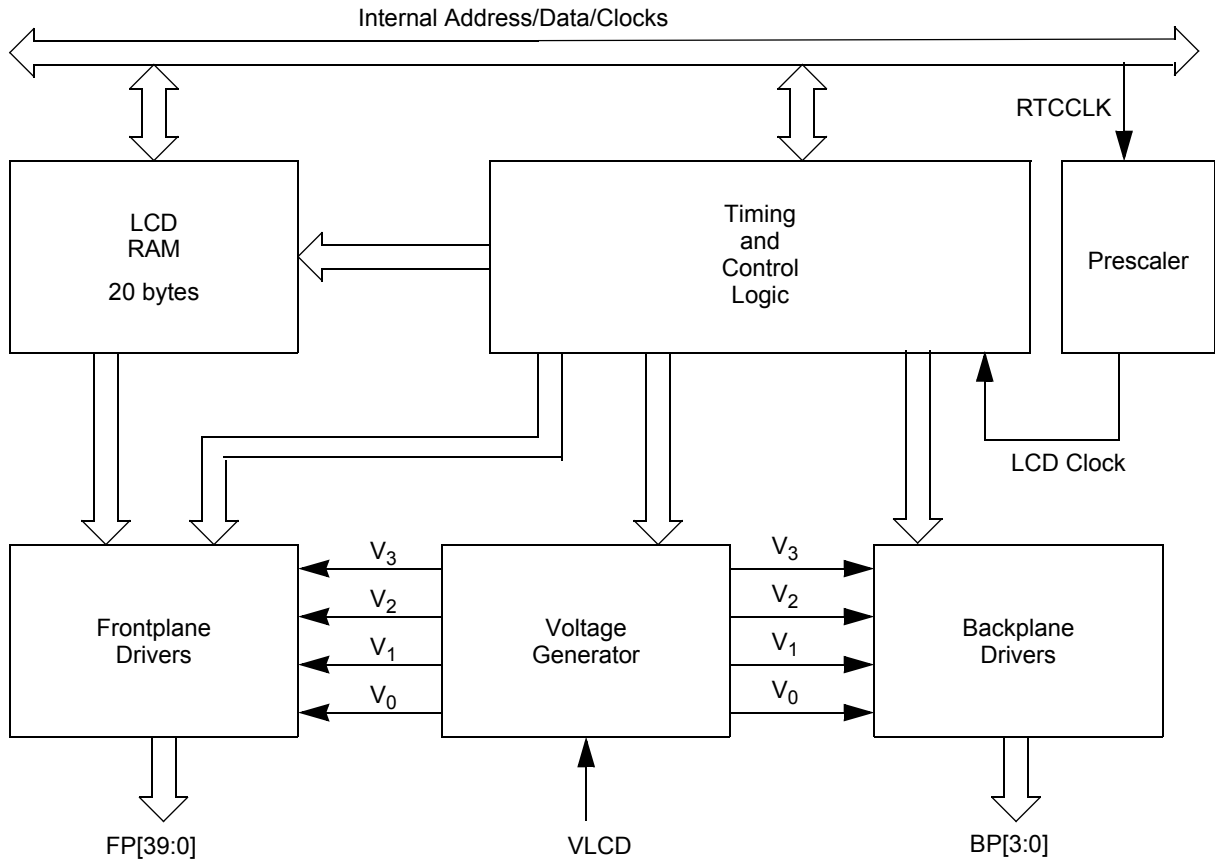 Internal Address/Data/Clocks
RTCCLK
LCD
RAM
20 bytes
Timing
and
Control
Logic
Prescaler
LCD Clock
V3
V2
V1
V0
Frontplane
Drivers
Voltage
Generator
V3
V2
V1
V0
Backplane
Drivers
FP[39:0]
VLCD
BP[3:0]